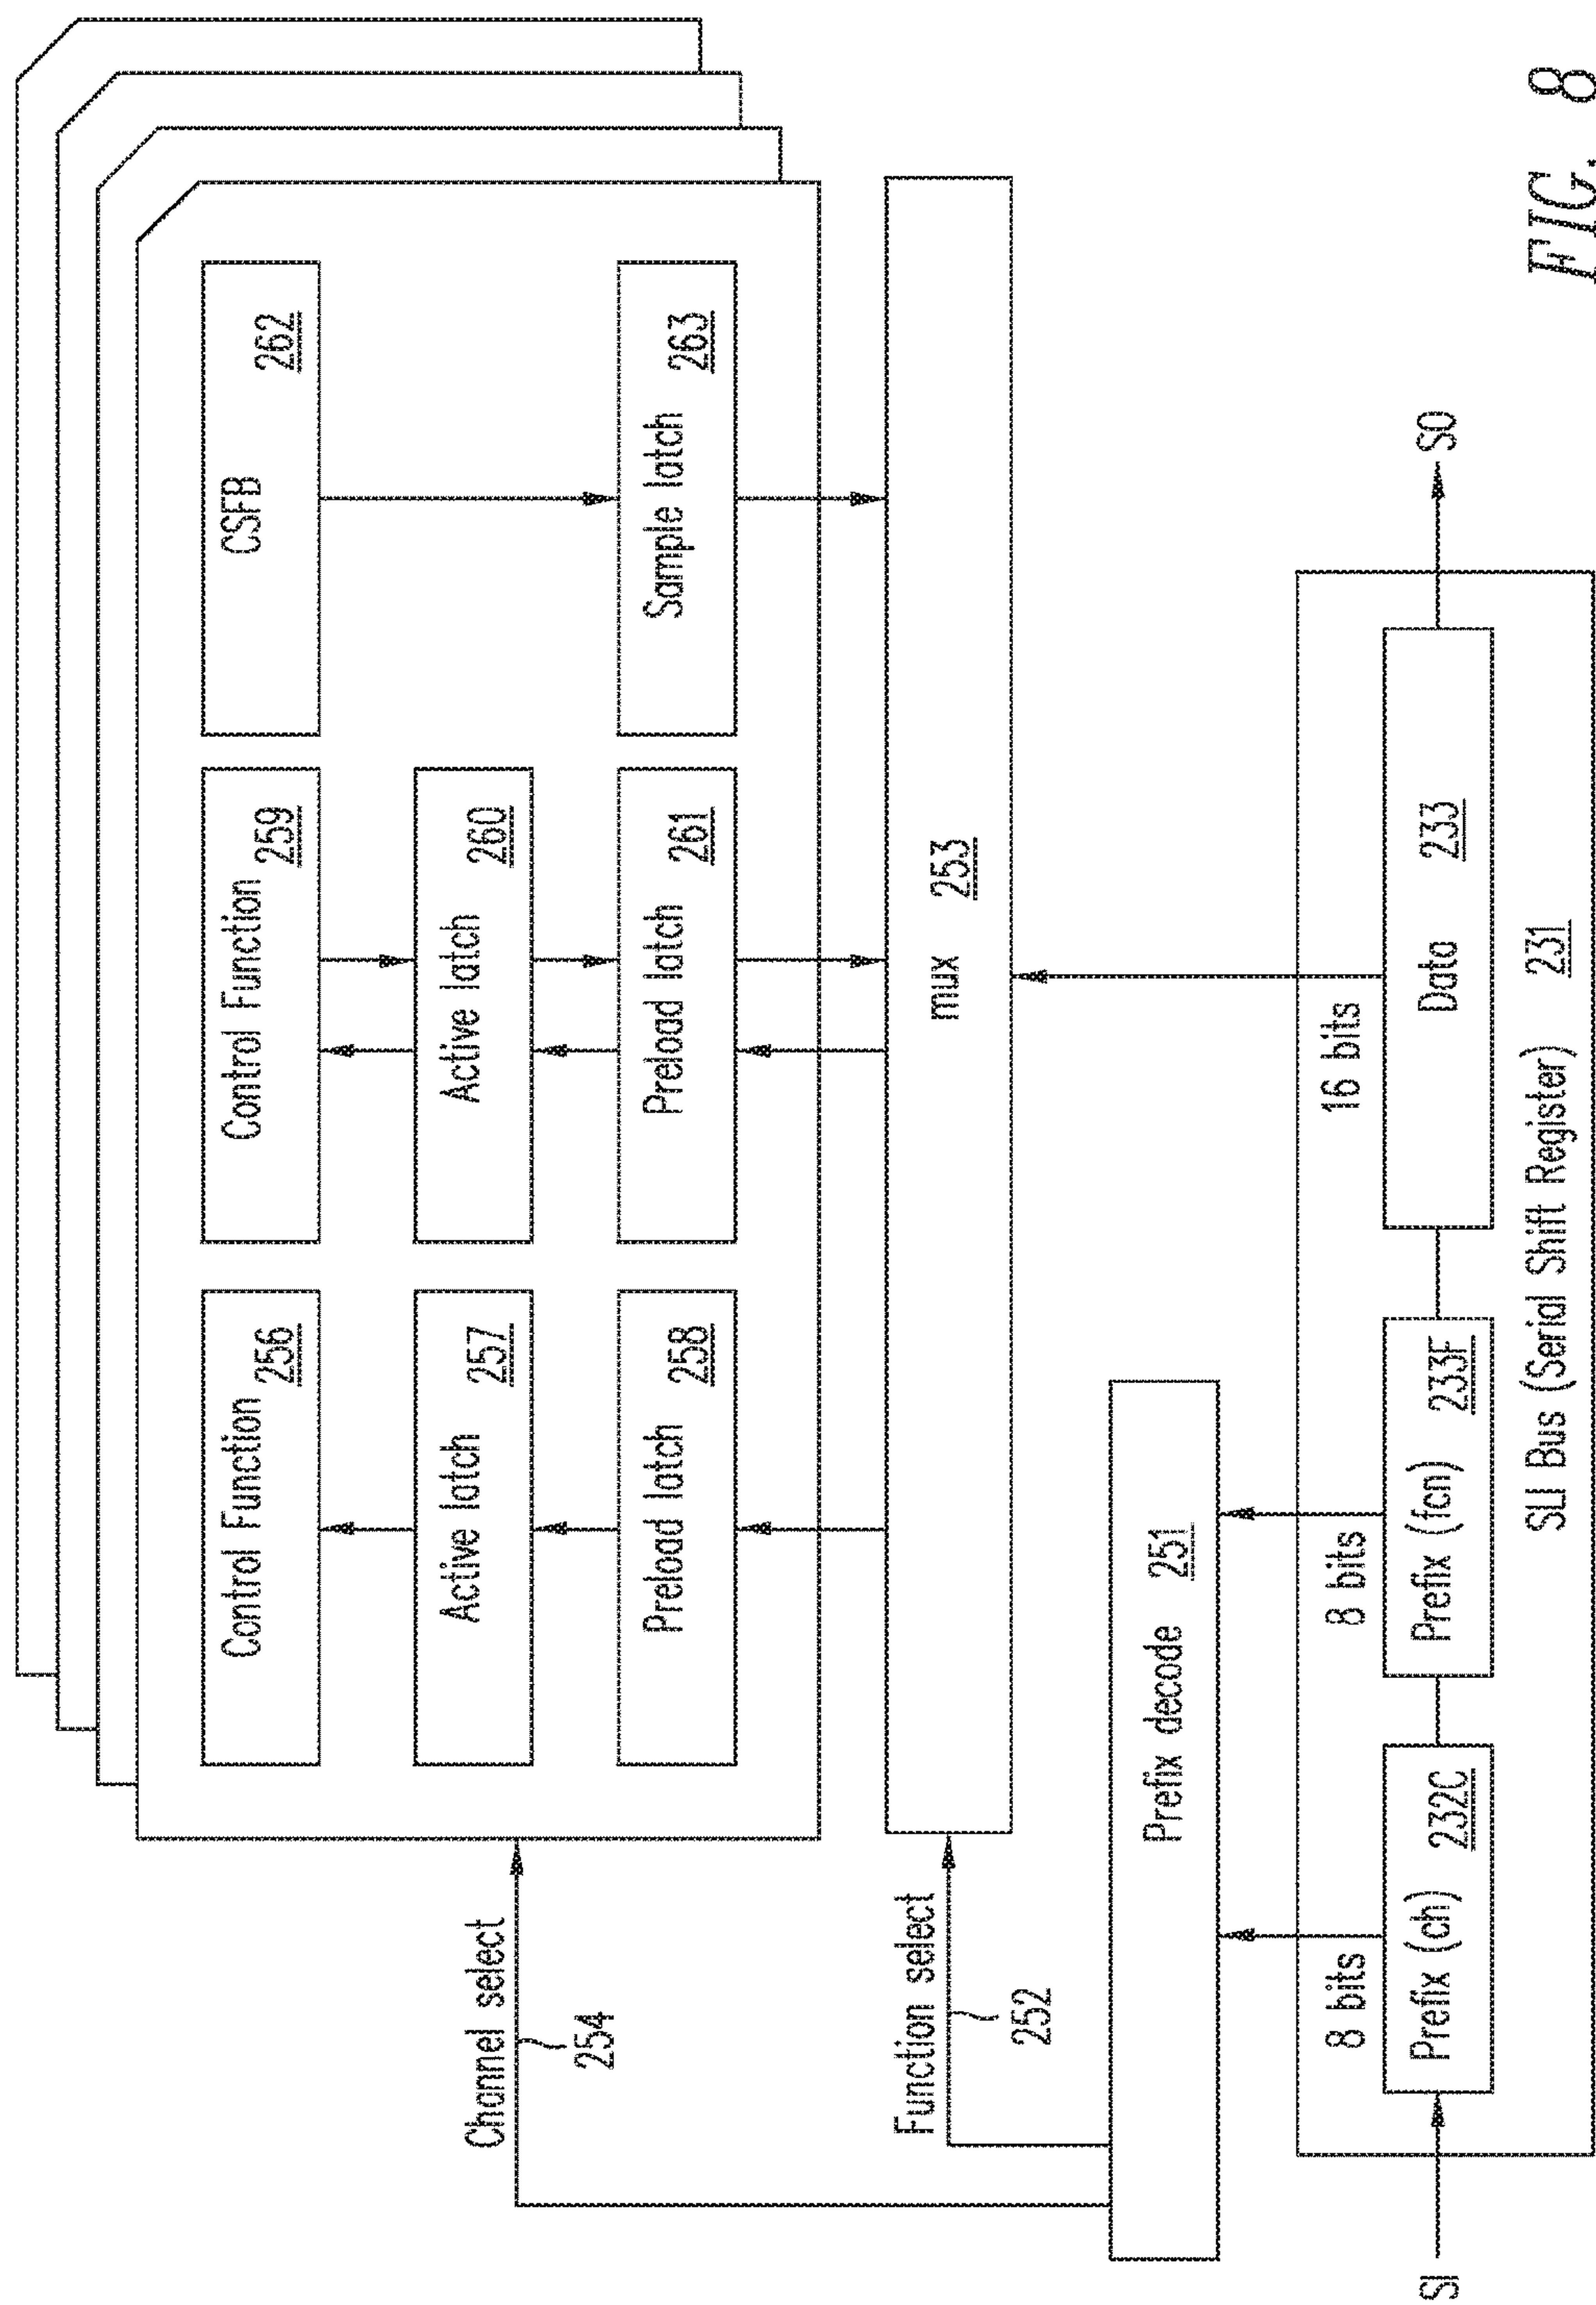 Control Function 256
Control Function 259
CSFB 262
Active latch 257
Active latch 260
Preload latch 258
Preload latch 261
Sample latch 263
Channel select
254
mux 253
Function select
252
Prefix decode 251
8 bits
8 bits
16 bits
SI
Prefix (ch) 232C
Prefix (fcn) 233F
Data 233
SO
SLI Bus (Serial Shift Register) 231
FIG. 8